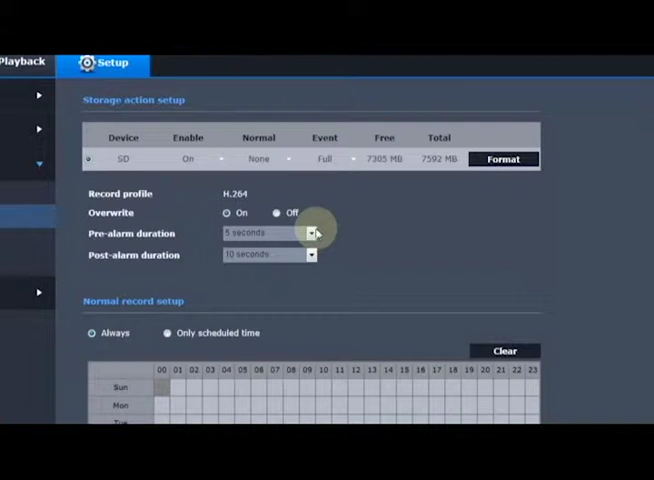 Playback Setup
Storage action setup
Device Enable Normal Event Free Total
SD On None Full 7305 MB 7592 MB Format
Record profile H.264
Overwrite On Off
Pre-alarm duration 5 seconds
Post-alarm duration 10 seconds
Normal record setup
Always Only scheduled time
Clear
00 01 02 03 04 05 06 07 08 09 10 11 12 13 14 15 16 17 18 19 20 21 22 23
Sun
Mon
Tue